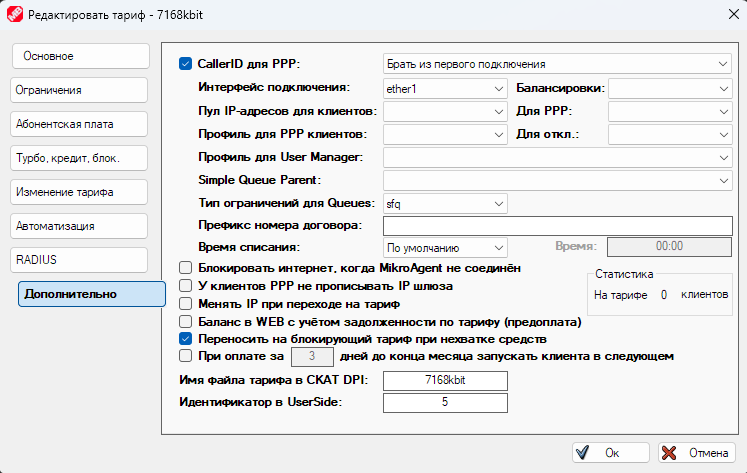 Редактировать тариф - 7168kbit
Основное
Ограничения
Абонентская плата
Турбо, кредит, блок.
Изменение тарифа
Автоматизация
RADIUS
Дополнительно
CallerID для PPP: Брать из первого подключения
Интерфейс подключения: ether1 Балансировки:
Пул IP-адресов для клиентов: Для PPP:
Профиль для PPP клиентов: Для откл.:
Профиль для User Manager:
Simple Queue Parent:
Тип ограничений для Queues: sfq
Префикс номера договора:
Время списания: По умолчанию Время: 00:00
Блокировать интернет, когда MikroAgent не соединён
У клиентов PPP не прописывать IP шлюза
Менять IP при переходе на тариф
Баланс в WEB с учётом задолженности по тарифу (предоплата)
Переносить на блокирующий тариф при нехватке средств
При оплате за 3 дней до конца месяца запускать клиента в следующем
Статистика
На тарифе 0 клиентов
Имя файла тарифа в СКАТ DPI: 7168kbit
Идентификатор в UserSide: 5
Ок Отмена